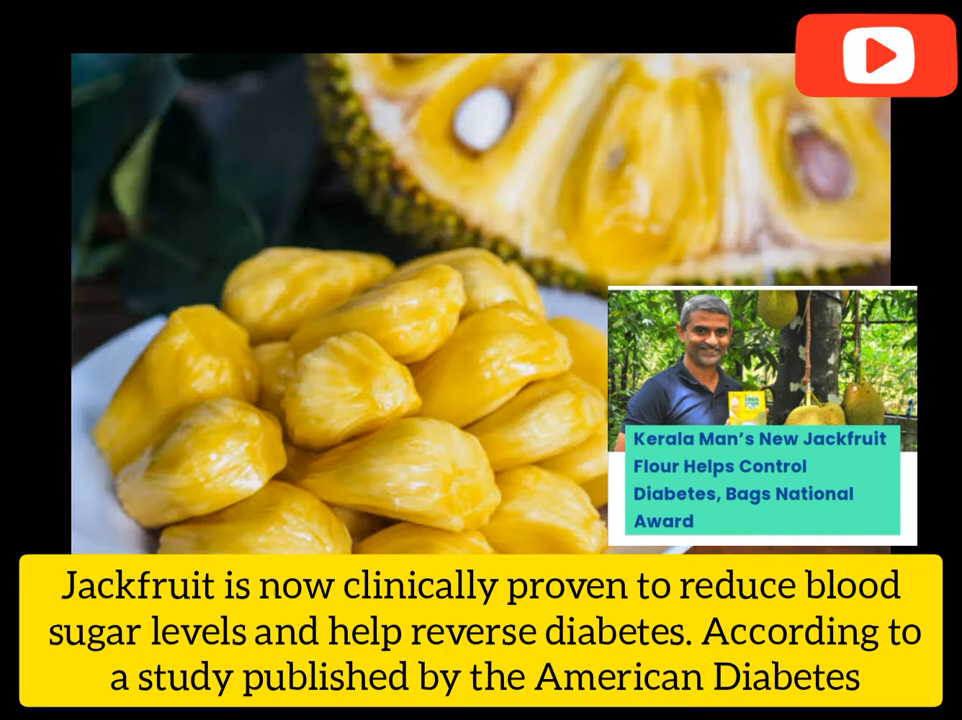 Kerala Man's New Jackfruit
Flour Helps Control
Diabetes, Bags National
Award
Jackfruit is now clinically proven to reduce blood
sugar levels and help reverse diabetes. According to
a study published by the American Diabetes